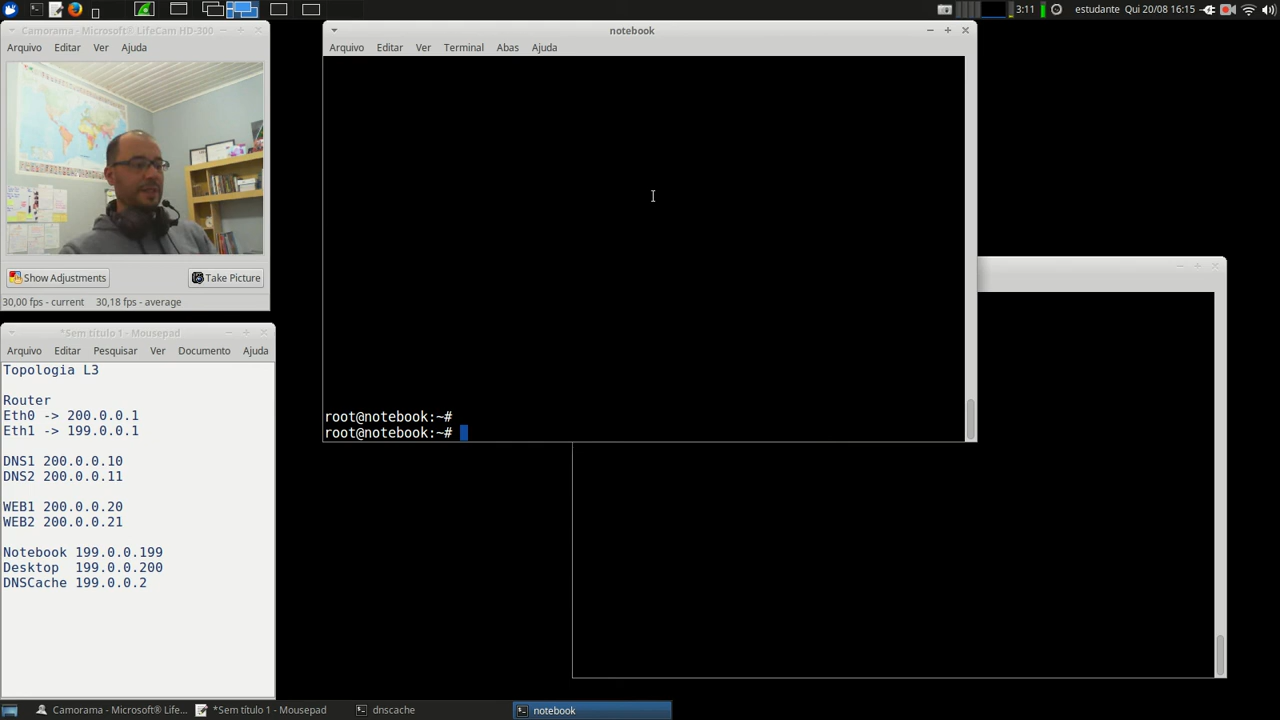 3:11
estudante Qui 20/08 16:15
Camorama - Microsoft® LifeCam HD-300
Arquivo Editar Ver Ajuda
Show Adjustments
Take Picture
30,00 fps - current 30,18 fps - average
*Sem título 1 - Mousepad
Arquivo Editar Pesquisar Ver Documento Ajuda
Topologia L3
Router
Eth0 -> 200.0.0.1
Eth1 -> 199.0.0.1
DNS1 200.0.0.10
DNS2 200.0.0.11
WEB1 200.0.0.20
WEB2 200.0.0.21
Notebook 199.0.0.199
Desktop  199.0.0.200
DNSCache 199.0.0.2
notebook
Arquivo Editar Ver Terminal Abas Ajuda
root@notebook:~#
root@notebook:~#
Camorama - Microsoft® Life...
*Sem título 1 - Mousepad
dnscache
notebook